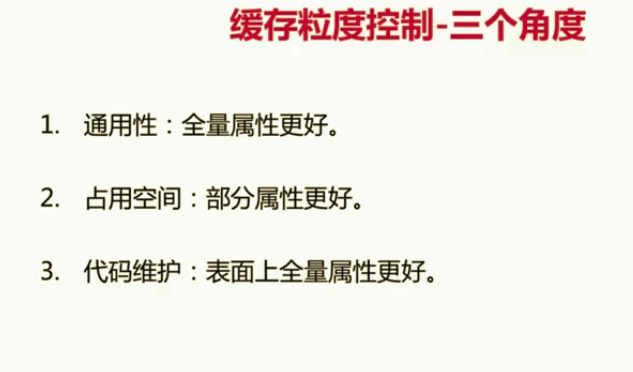 缓存粒度控制-三个角度
1. 通用性：全量属性更好。
2. 占用空间：部分属性更好。
3. 代码维护：表面上全量属性更好。